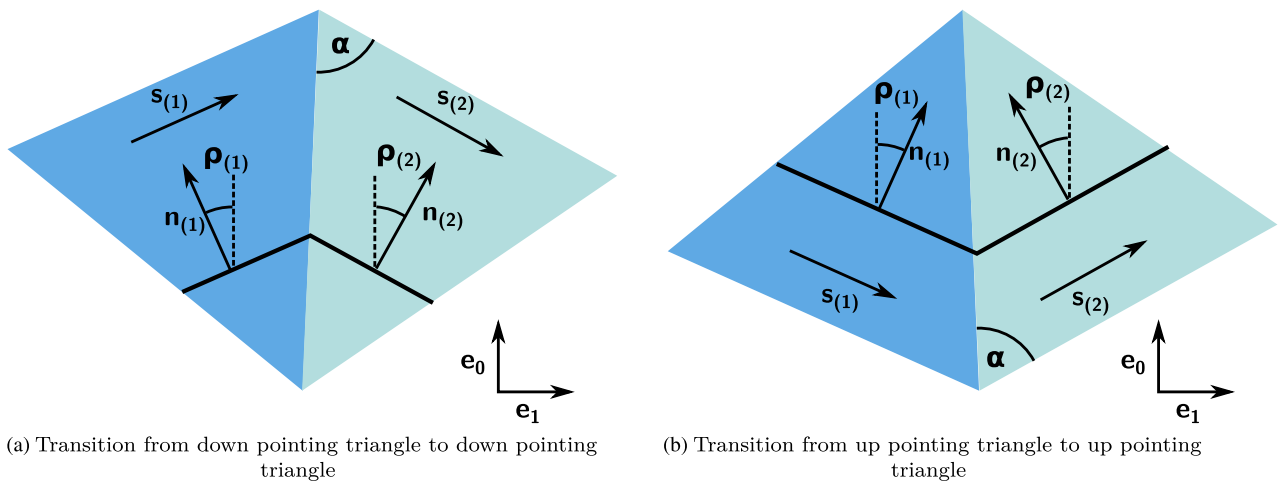 α
s(1)
s(2)
ρ(1)
ρ(2)
n(1)
n(2)
e0
e1
(a) Transition from down pointing triangle to down pointing
triangle
ρ(1)
ρ(2)
n(1)
n(2)
s(1)
s(2)
α
e0
e1
(b) Transition from up pointing triangle to up pointing
triangle